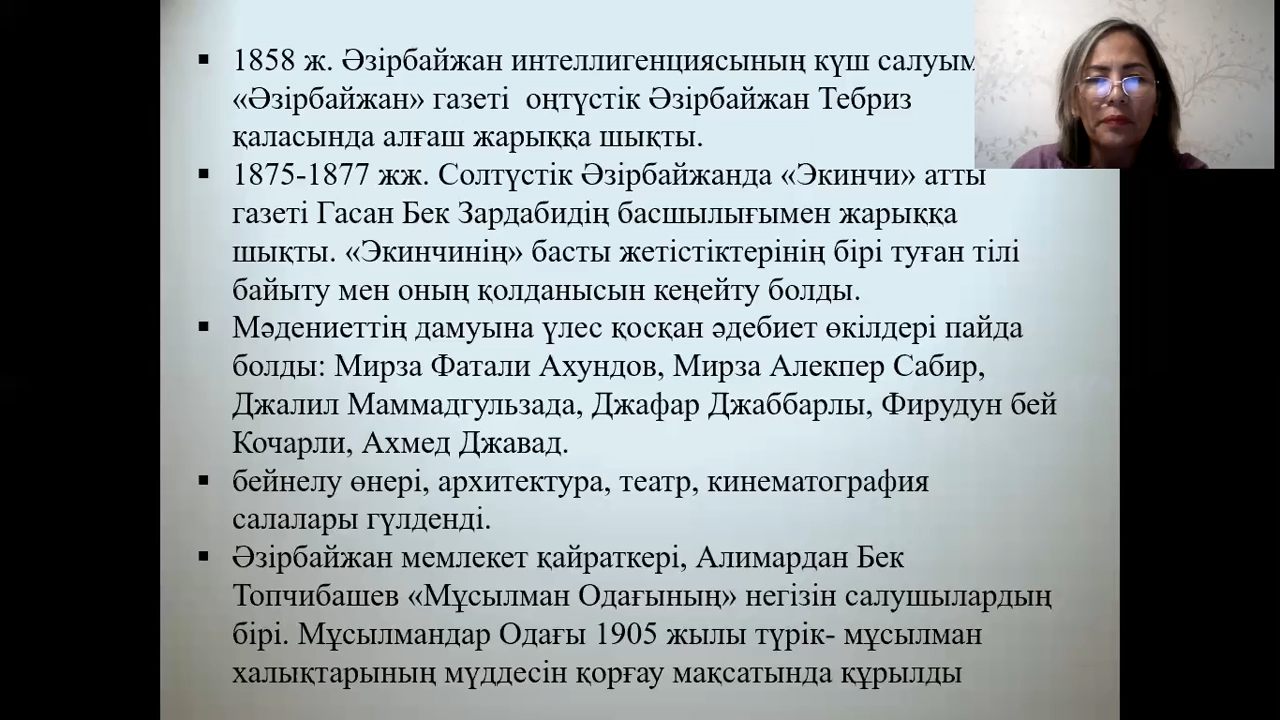 ▪ 1858 ж. Әзірбайжан интеллигенциясының күш салуым
«Әзірбайжан» газеті оңтүстік Әзірбайжан Тебриз
қаласында алғаш жарыққа шықты.
▪ 1875-1877 жж. Солтүстік Әзірбайжанда «Экинчи» атты
газеті Гасан Бек Зардабидің басшылығымен жарыққа
шықты. «Экинчинің» басты жетістіктерінің бірі туған тілі
байыту мен оның қолданысын кеңейту болды.
▪ Мәдениеттің дамуына үлес қосқан әдебиет өкілдері пайда
болды: Мирза Фатали Ахундов, Мирза Алекпер Сабир,
Джалил Маммадгульзада, Джафар Джаббарлы, Фирудун бей
Кочарли, Ахмед Джавад.
▪ бейнелу өнері, архитектура, театр, кинематография
салалары гүлденді.
▪ Әзірбайжан мемлекет қайраткері, Алимардан Бек
Топчибашев «Мұсылман Одағының» негізін салушылардың
бірі. Мұсылмандар Одағы 1905 жылы түрік- мұсылман
халықтарының мүддесін қорғау мақсатында құрылды